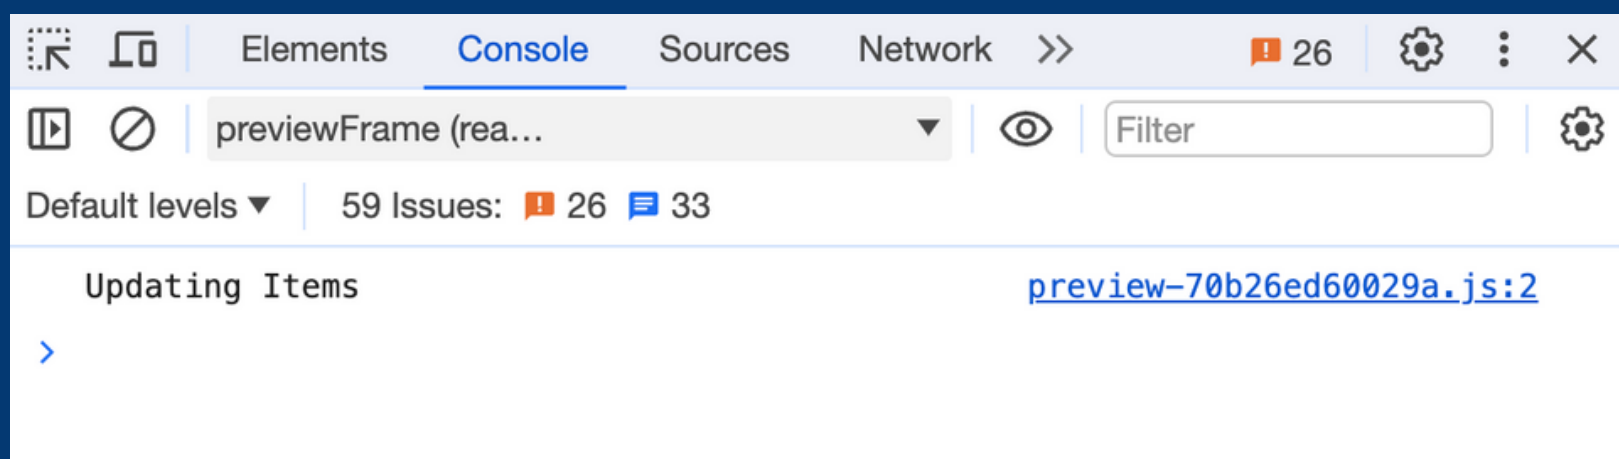 Elements Console Sources Network 26
previewFrame (rea... Filter
Default levels 59 Issues: 26 33
Updating Items preview-70b26ed60029a.js:2